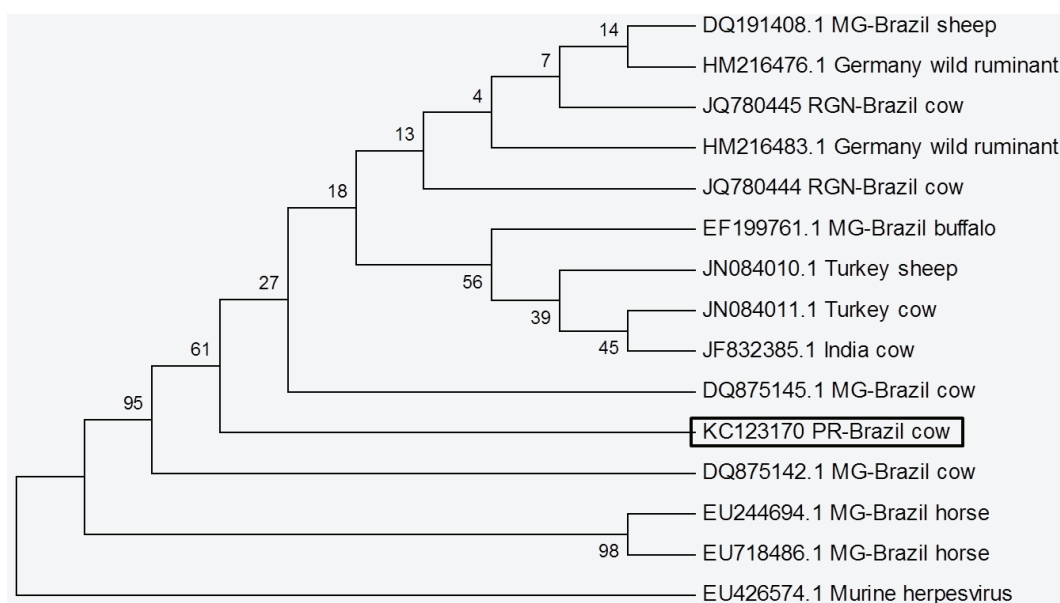 14
DQ191408.1 MG-Brazil sheep
7
HM216476.1 Germany wild ruminant
4
JQ780445 RGN-Brazil cow
13
HM216483.1 Germany wild ruminant
18
JQ780444 RGN-Brazil cow
EF199761.1 MG-Brazil buffalo
56
JN084010.1 Turkey sheep
27
39
JN084011.1 Turkey cow
61
45
JF832385.1 India cow
95
DQ875145.1 MG-Brazil cow
KC123170 PR-Brazil cow
DQ875142.1 MG-Brazil cow
EU244694.1 MG-Brazil horse
98
EU718486.1 MG-Brazil horse
EU426574.1 Murine herpesvirus